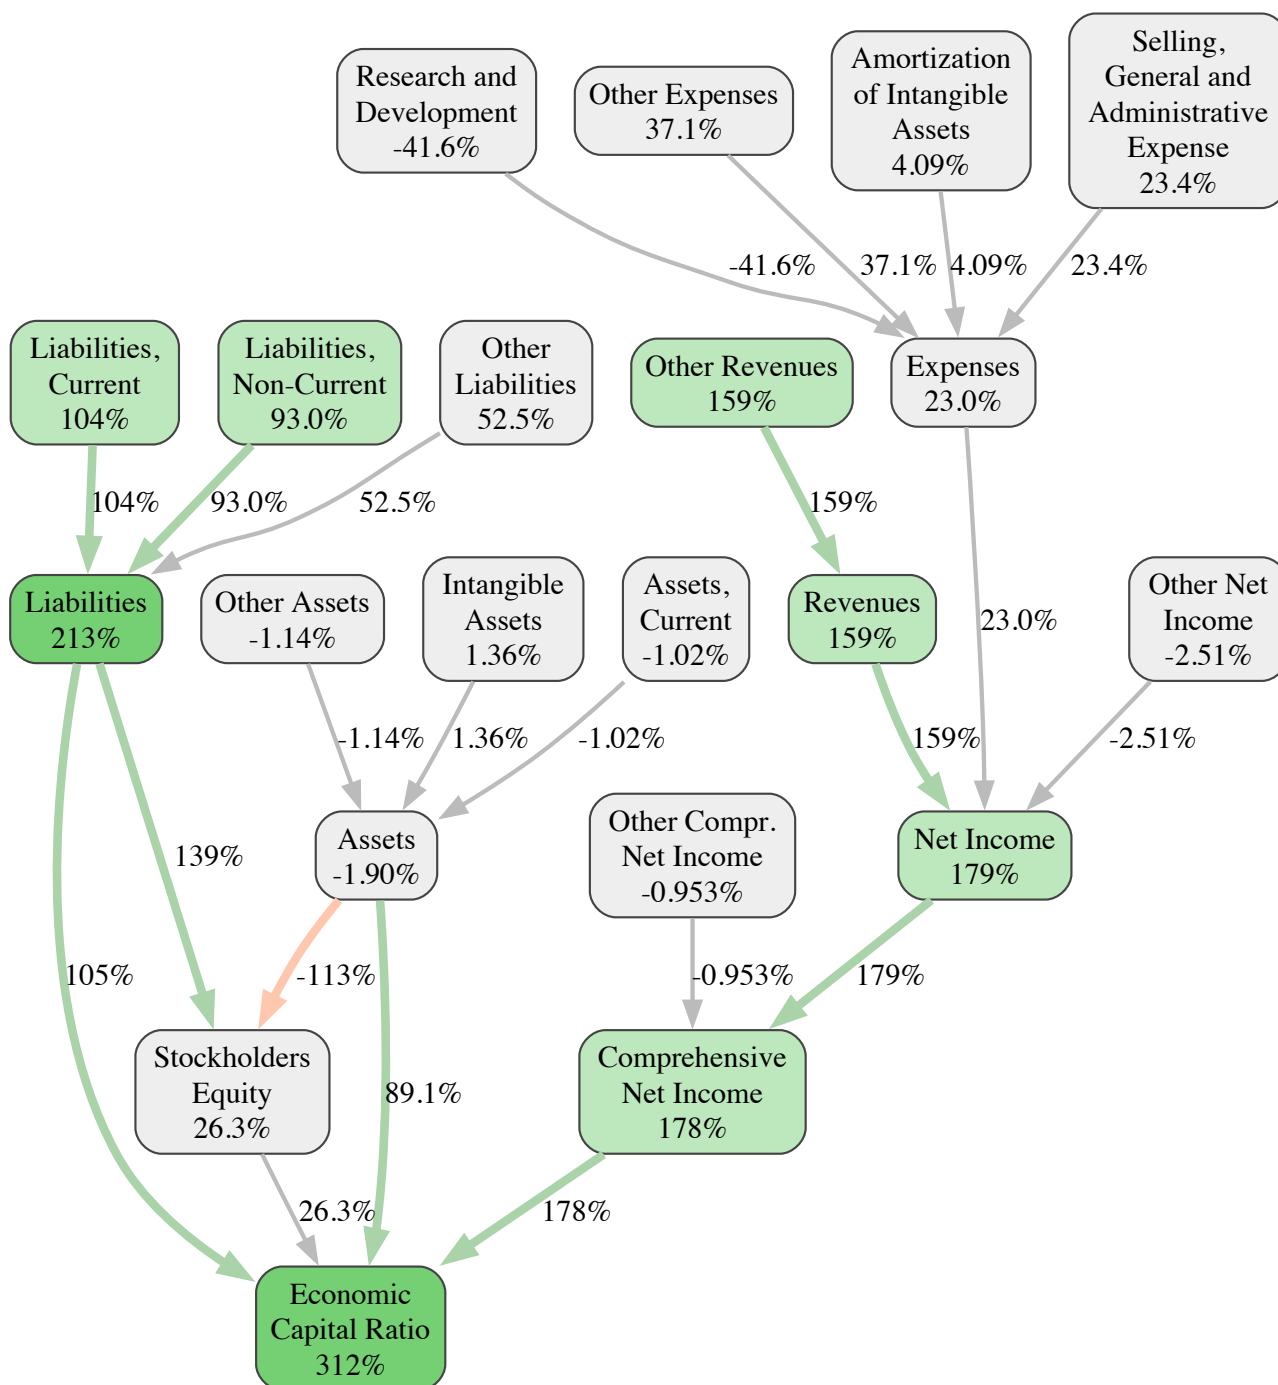 Research and
Development
-41.6%
Other Expenses
37.1%
Amortization
of Intangible
Assets
4.09%
Selling,
General and
Administrative
Expense
23.4%
-41.6%
37.1%
4.09%
23.4%
Liabilities,
Current
104%
Liabilities,
Non-Current
93.0%
Other
Liabilities
52.5%
Other Revenues
159%
Expenses
23.0%
104%
93.0%
52.5%
159%
Liabilities
213%
Other Assets
-1.14%
Intangible
Assets
1.36%
Assets,
Current
-1.02%
Revenues
159%
23.0%
Other Net
Income
-2.51%
-1.14%
1.36%
-1.02%
159%
-2.51%
139%
Assets
-1.90%
Other Compr.
Net Income
-0.953%
Net Income
179%
105%
-113%
-0.953%
179%
Stockholders
Equity
26.3%
89.1%
Comprehensive
Net Income
178%
26.3%
178%
Economic
Capital Ratio
312%